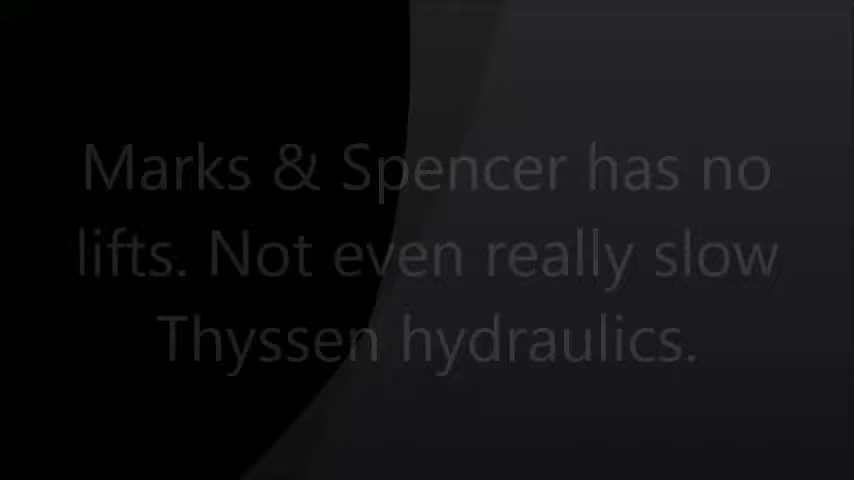 Marks & Spencer has no
lifts. Not even really slow
Thyssen hydraulics.